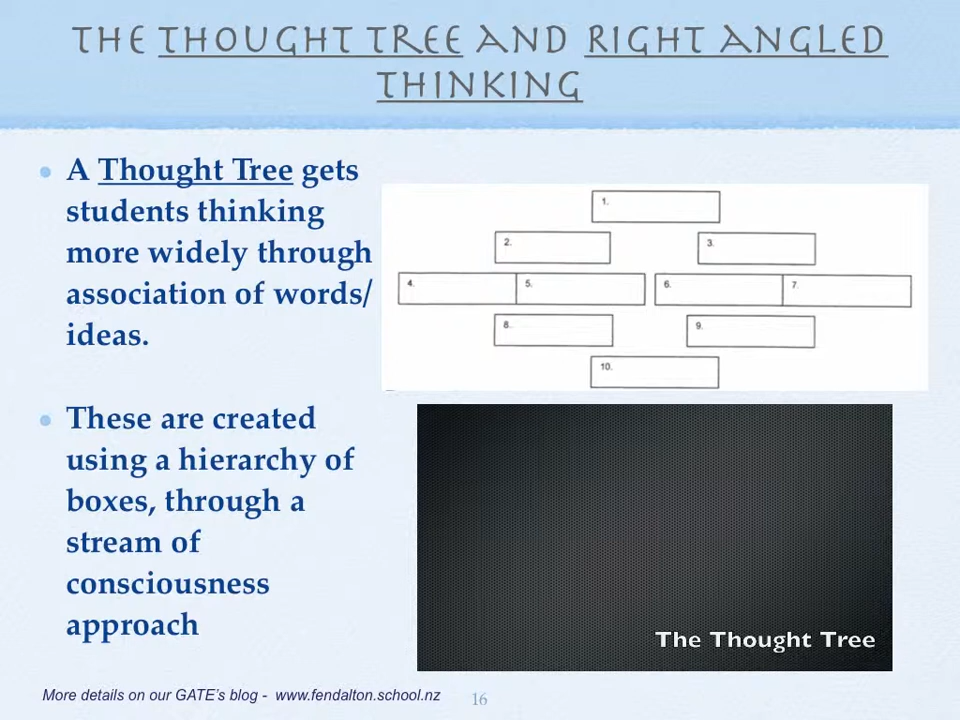 THE THOUGHT TREE AND RIGHT ANGLED
THINKING
A Thought Tree gets
students thinking
more widely through
association of words/
ideas.
These are created
using a hierarchy of
boxes, through a
stream of
consciousness
approach
1.
2.
3.
4.
5.
6.
7.
8.
9.
10.
The Thought Tree
More details on our GATE's blog - www.fendalton.school.nz
16